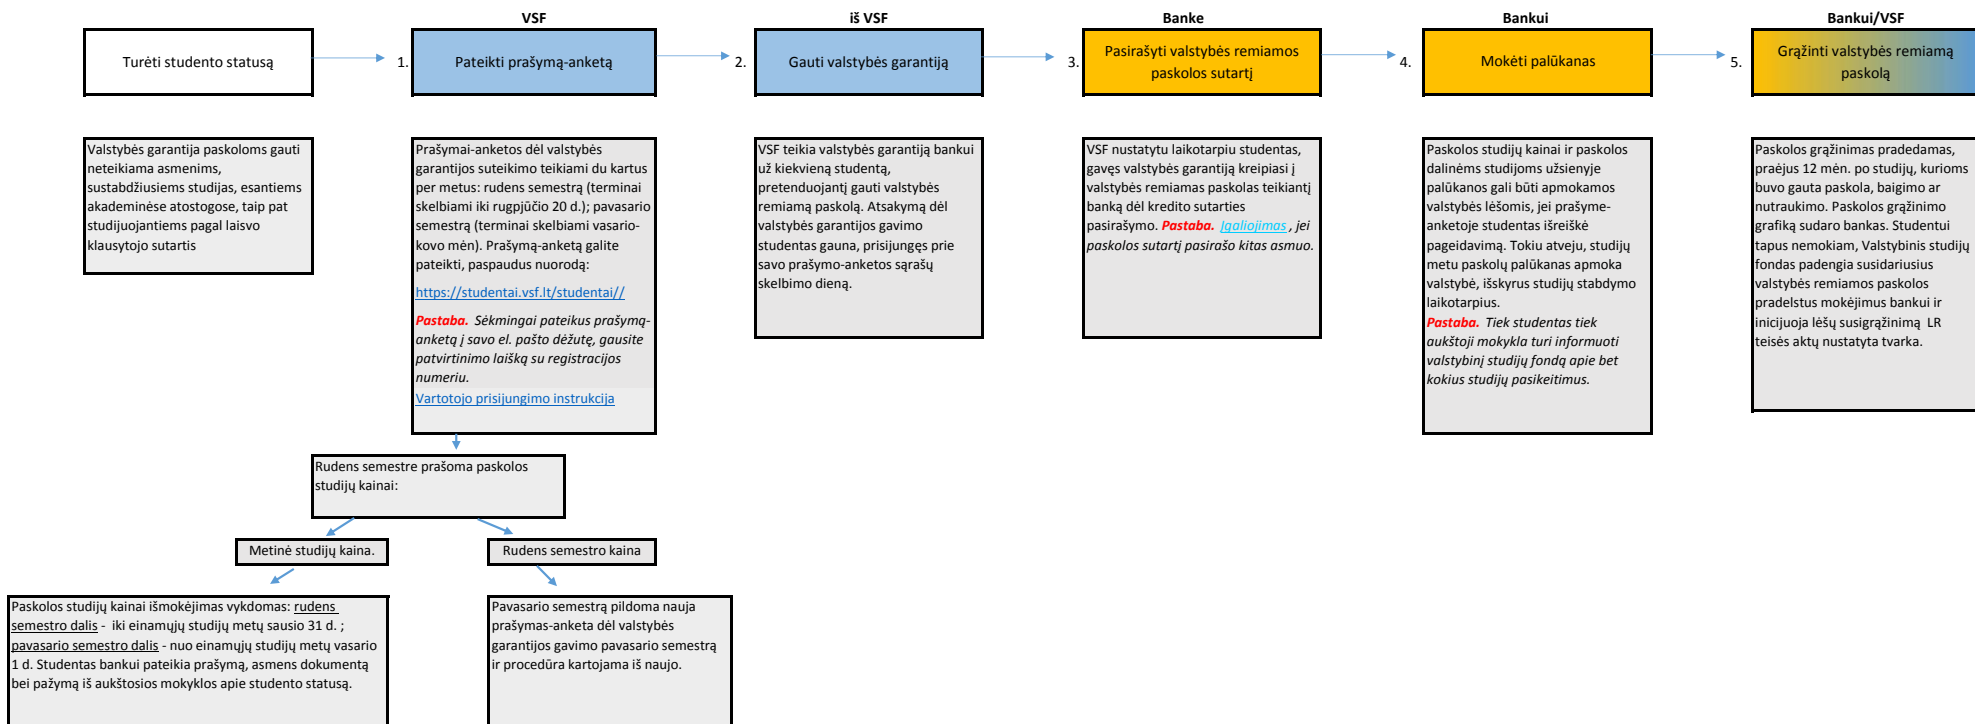 VSF
iš VSF
Banke
Bankui
Bankui/VSF
Turėti studento statusą
1.
Pateikti prašymą-anketą
2.
Gauti valstybės garantiją
3.
Pasirašyti valstybės remiamos
paskolos sutartį
4.
Mokėti palūkanas
5.
Grąžinti valstybės remiamą
paskolą
Valstybės garantija paskoloms gauti
neteikiama asmenims,
sustabdžiusiems studijas, esantiems
akademinėse atostogose, taip pat
studijuojantiems pagal laisvo
klausytojo sutartis
Prašymai-anketos dėl valstybės
garantijos suteikimo teikiami du kartus
per metus: rudens semestrą (terminai
skelbiami iki rugpjūčio 20 d.); pavasario
semestrą (terminai skelbiami vasario-
kovo mėn). Prašymą-anketą galite
pateikti, paspaudus nuorodą:
https://studentai.vsf.lt/studentai//
Pastaba. Sėkmingai pateikus prašymą-
anketą į savo el. pašto dėžutę, gausite
patvirtinimo laišką su registracijos
numeriu.
Vartotojo prisijungimo instrukcija
VSF teikia valstybės garantiją bankui
už kiekvieną studentą,
pretenduojantį gauti valstybės
remiamą paskolą. Atsakymą dėl
valstybės garantijos gavimo
studentas gauna, prisijungęs prie
savo prašymo-anketos sąrašų
skelbimo dieną.
VSF nustatytu laikotarpiu studentas,
gavęs valstybės garantiją kreipiasi į
valstybės remiamas paskolas teikiantį
banką dėl kredito sutarties
pasirašymo. Pastaba. Įgaliojimas, jei
paskolos sutartį pasirašo kitas asmuo.
Paskolos studijų kainai ir paskolos
dalinėms studijoms užsienyje
palūkanos gali būti apmokamos
valstybės lėšomis, jei prašyme-
anketoje studentas išreiškė
pageidavimą. Tokiu atveju, studijų
metu paskolų palūkanas apmoka
valstybė, išskyrus studijų stabdymo
laikotarpius.
Pastaba. Tiek studentas tiek
aukštoji mokykla turi informuoti
valstybinį studijų fondą apie bet
kokius studijų pasikeitimus.
Paskolos grąžinimas pradedamas,
praėjus 12 mėn. po studijų, kurioms
buvo gauta paskola, baigimo ar
nutraukimo. Paskolos grąžinimo
grafiką sudaro bankas. Studentui
tapus nemokiam, Valstybinis studijų
fondas padengia susidariusius
valstybės remiamos paskolos
pradelstus mokėjimus bankui ir
inicijuoja lėšų susigrąžinimą LR
teisės aktų nustatyta tvarka.
Rudens semestre prašoma paskolos
studijų kainai:
Metinė studijų kaina.
Rudens semestro kaina
Paskolos studijų kainai išmokėjimas vykdomas: rudens
semestro dalis - iki einamųjų studijų metų sausio 31 d. ;
pavasario semestro dalis - nuo einamųjų studijų metų vasario
1 d. Studentas bankui pateikia prašymą, asmens dokumentą
bei pažymą iš aukštosios mokyklos apie studento statusą.
Pavasario semestrą pildoma nauja
prašymas-anketa dėl valstybės
garantijos gavimo pavasario semestrą
ir procedūra kartojama iš naujo.